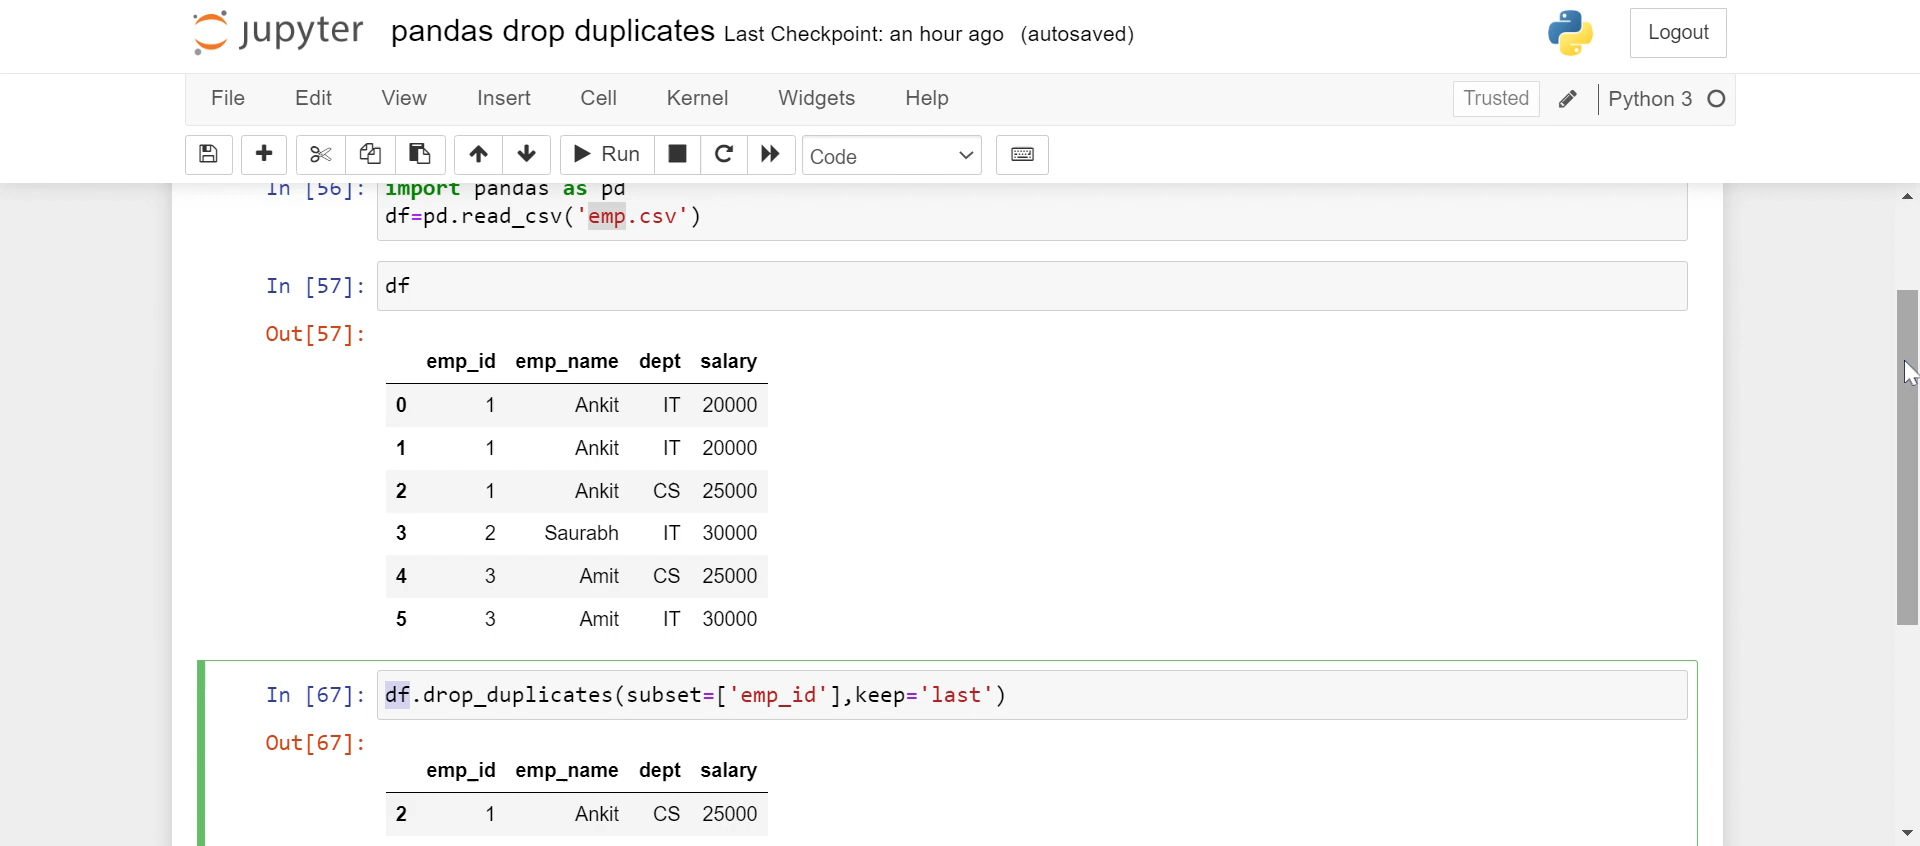 jupyter pandas drop duplicates Last Checkpoint: an hour ago (autosaved) Logout
File Edit View Insert Cell Kernel Widgets Help Trusted Python 3
Run Code
In [56]: import pandas as pd
df=pd.read_csv('emp.csv')
In [57]: df
Out[57]:
emp_id emp_name dept salary
0 1 Ankit IT 20000
1 1 Ankit IT 20000
2 1 Ankit CS 25000
3 2 Saurabh IT 30000
4 3 Amit CS 25000
5 3 Amit IT 30000
In [67]: df.drop_duplicates(subset=['emp_id'],keep='last')
Out[67]:
emp_id emp_name dept salary
2 1 Ankit CS 25000